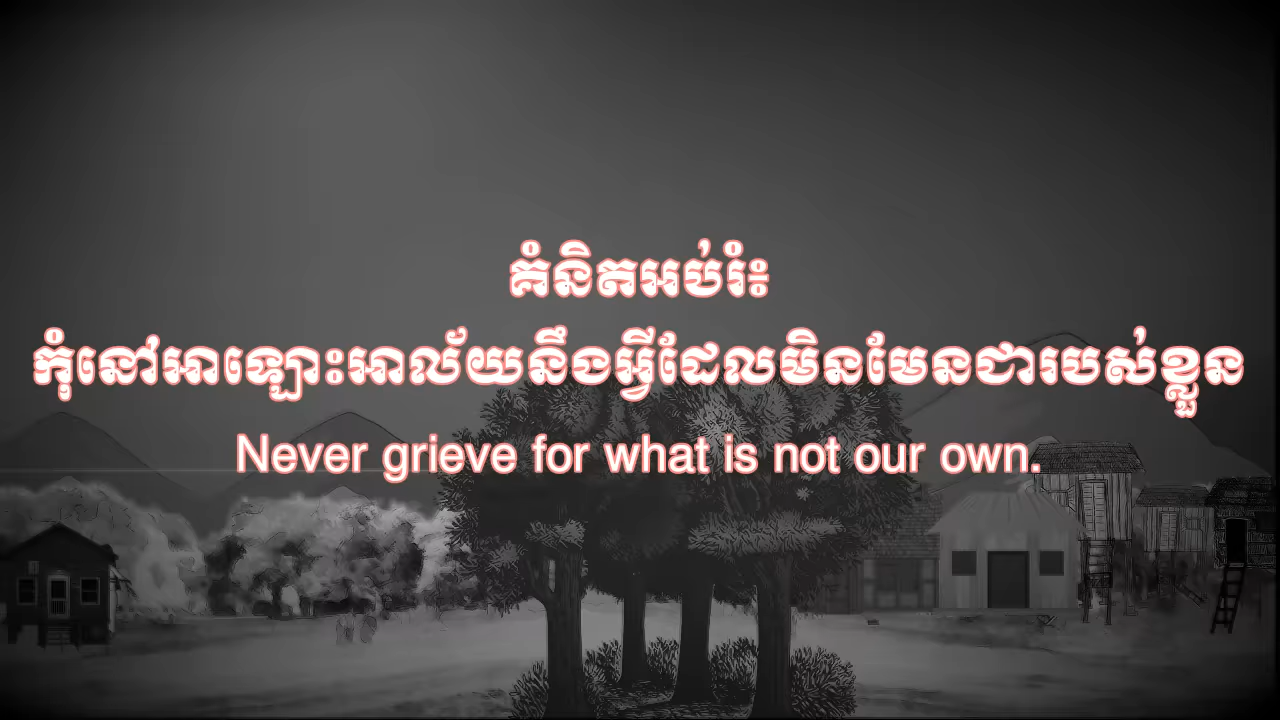 គំនិតអប់រំ៖
កុំនៅអាឡោះអាល័យនឹងអ្វីដែលមិនមែនជារបស់ខ្លួន
Never grieve for what is not our own.